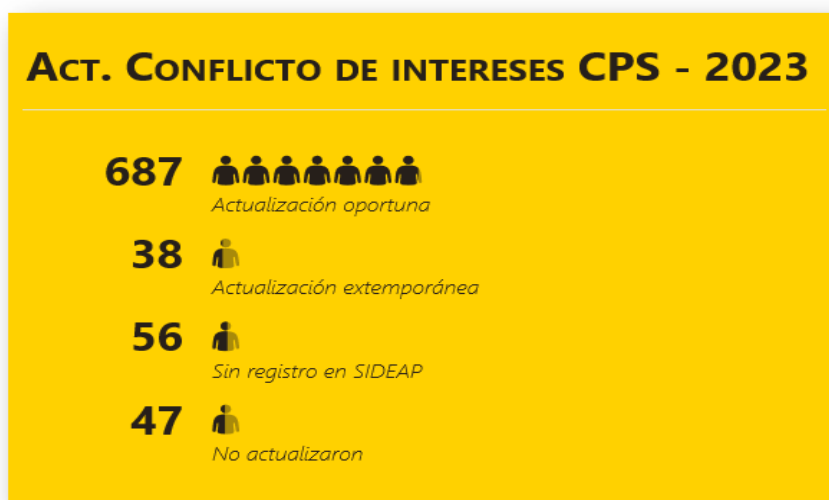 Act. Conflicto de intereses CPS - 2023
687
Actualización oportuna
38
Actualización extemporánea
56
Sin registro en SIDEAP
47
No actualizaron